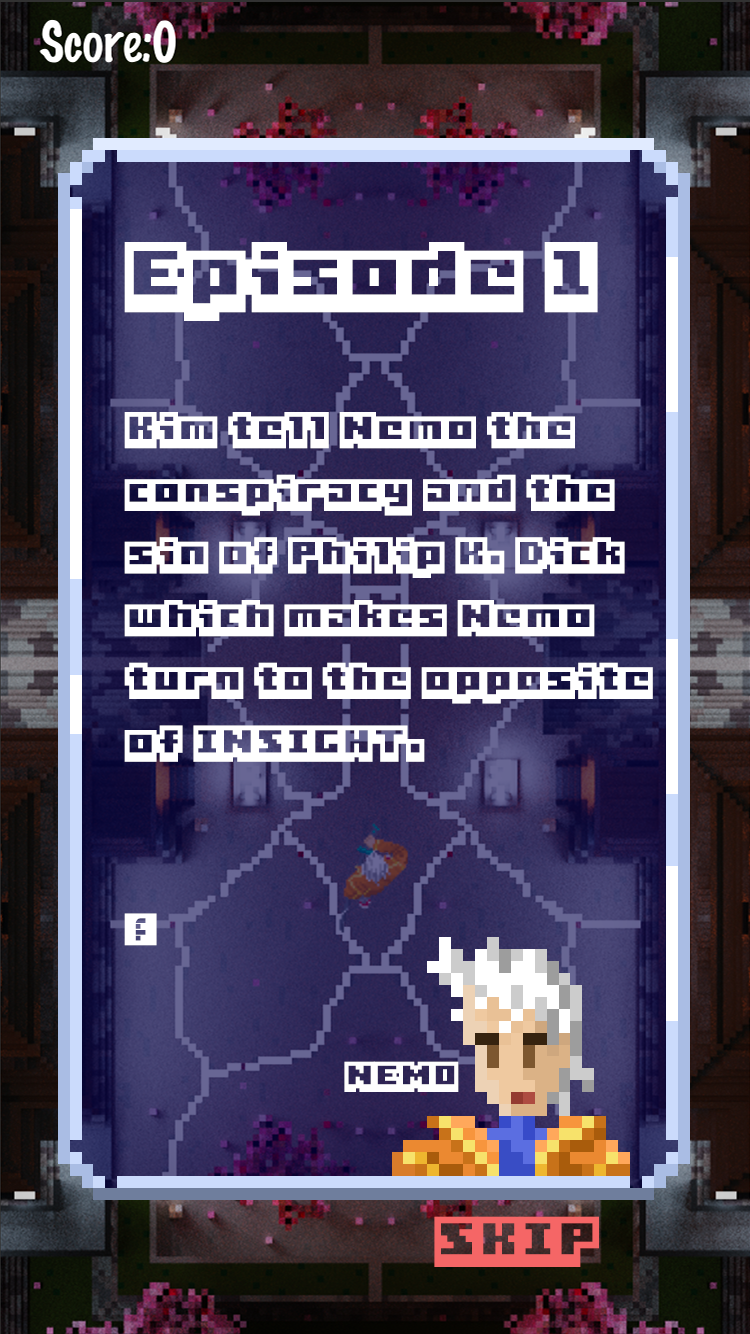 Score:0
Episode 1
Kim tell Nemo the
conspiracy and the
sin of Philip K. Dick
which makes Nemo
turn to the opposite
of INSIGHT.
f
NEMO
SKIP